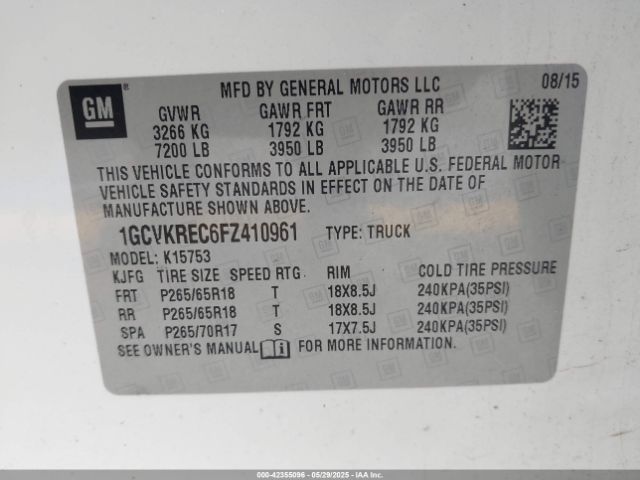 GM®
MFD BY GENERAL MOTORS LLC 08/15
GVWR GAWR FRT GAWR RR
3266 KG 1792 KG 1792 KG
7200 LB 3950 LB 3950 LB
THIS VEHICLE CONFORMS TO ALL APPLICABLE U.S. FEDERAL MOTOR
VEHICLE SAFETY STANDARDS IN EFFECT ON THE DATE OF
MANUFACTURE SHOWN ABOVE.
1GCVKREC6FZ410961 TYPE: TRUCK
MODEL: K15753
KJFG TIRE SIZE SPEED RTG RIM COLD TIRE PRESSURE
FRT P265/65R18 T 18X8.5J 240KPA(35PSI)
RR P265/65R18 T 18X8.5J 240KPA(35PSI)
SPA P265/70R17 S 17X7.5J 240KPA(35PSI)
SEE OWNER'S MANUAL FOR MORE INFORMATION.
000-42355096 - 05/29/2025 - IAAI.COM